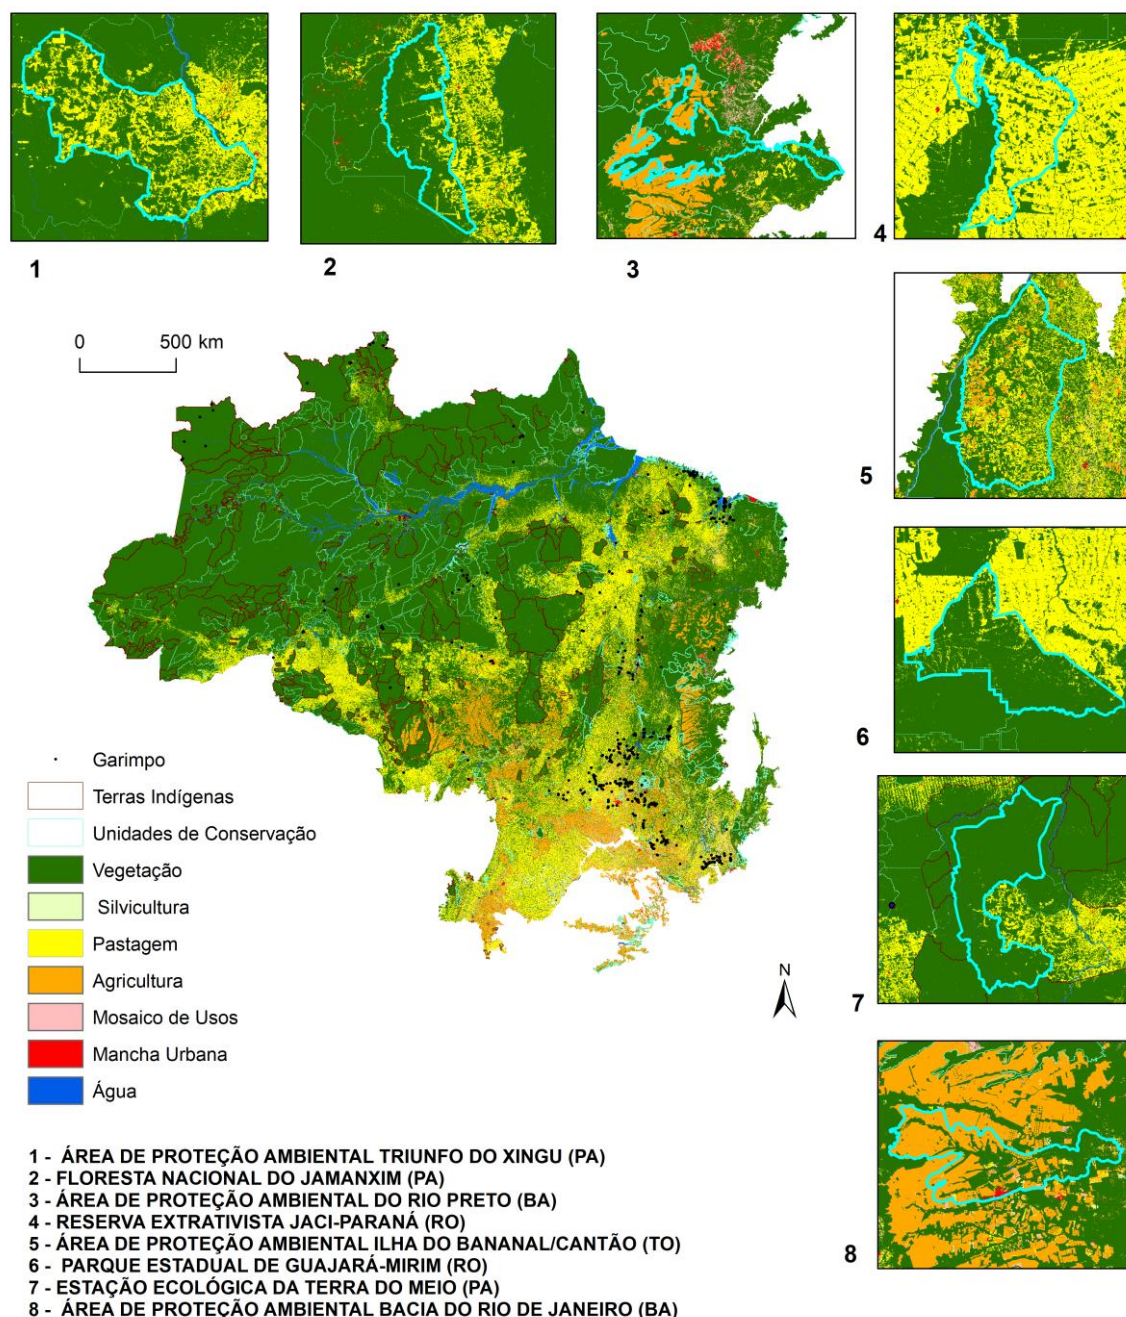 1
2
3
4
0 500 km
5
6
N
Garimpo
Terras Indígenas
Unidades de Conservação
Vegetação
Silvicultura
Pastagem
Agricultura
Mosaico de Usos
Mancha Urbana
Água
7
8
1 - ÁREA DE PROTEÇÃO AMBIENTAL TRIUNFO DO XINGU (PA)
2 - FLORESTA NACIONAL DO JAMANXIM (PA)
3 - ÁREA DE PROTEÇÃO AMBIENTAL DO RIO PRETO (BA)
4 - RESERVA EXTRATIVISTA JACI-PARANÁ (RO)
5 - ÁREA DE PROTEÇÃO AMBIENTAL ILHA DO BANANAL/CANTÃO (TO)
6 - PARQUE ESTADUAL DE GUAJARÁ-MIRIM (RO)
7 - ESTAÇÃO ECOLÓGICA DA TERRA DO MEIO (PA)
8 - ÁREA DE PROTEÇÃO AMBIENTAL BACIA DO RIO DE JANEIRO (BA)